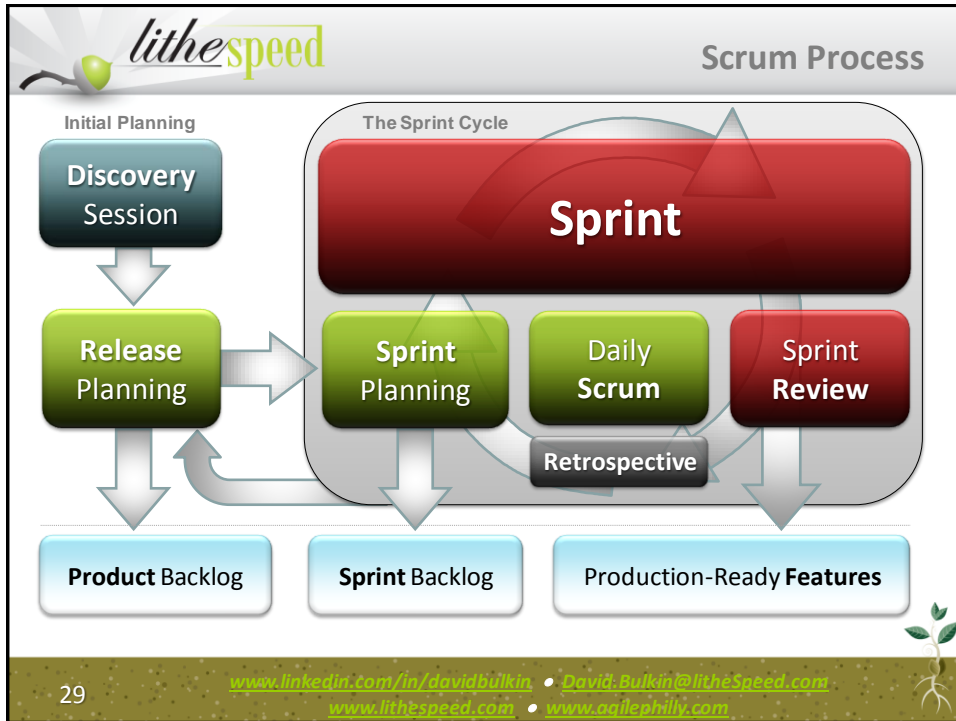 lithespeed
Scrum Process
Initial Planning
The Sprint Cycle
Discovery
Session
Sprint
Release
Planning
Sprint
Planning
Daily
Scrum
Sprint
Review
Retrospective
Product Backlog
Sprint Backlog
Production-Ready Features
29
www.linkedin.com/in/davidbulkin • David.Bulkin@litheSpeed.com
www.lithespeed.com • www.agilephilly.com